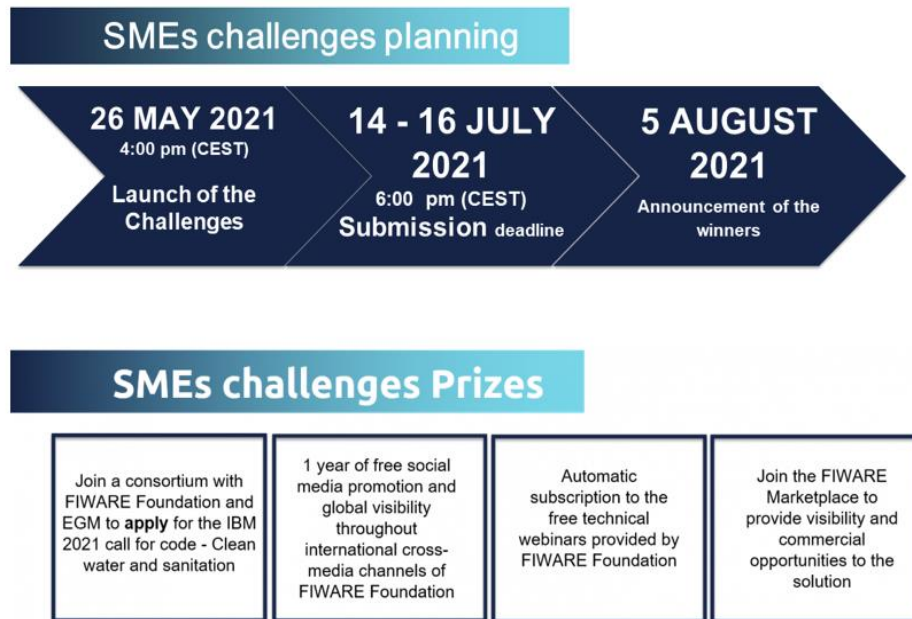 SMEs challenges planning
26 MAY 2021
4:00 pm (CEST)
Launch of the
Challenges
14 - 16 JULY
2021
6:00 pm (CEST)
Submission deadline
5 AUGUST
2021
Announcement of the
winners
SMEs challenges Prizes
Join a consortium with
FIWARE Foundation and
EGM to apply for the IBM
2021 call for code - Clean
water and sanitation
1 year of free social
media promotion and
global visibility
throughout
international cross-
media channels of
FIWARE Foundation
Automatic
subscription to the
free technical
webinars provided by
FIWARE Foundation
Join the FIWARE
Marketplace to
provide visibility and
commercial
opportunities to the
solution